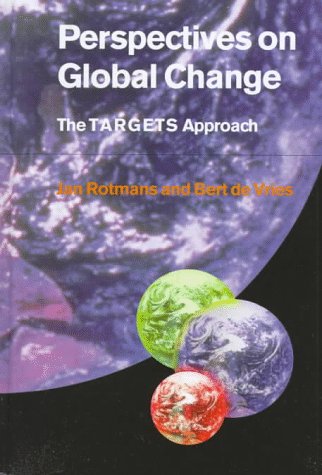 Perspectives on
Global Change
The TARGETS Approach
Jan Rotmans and Bert de Vries